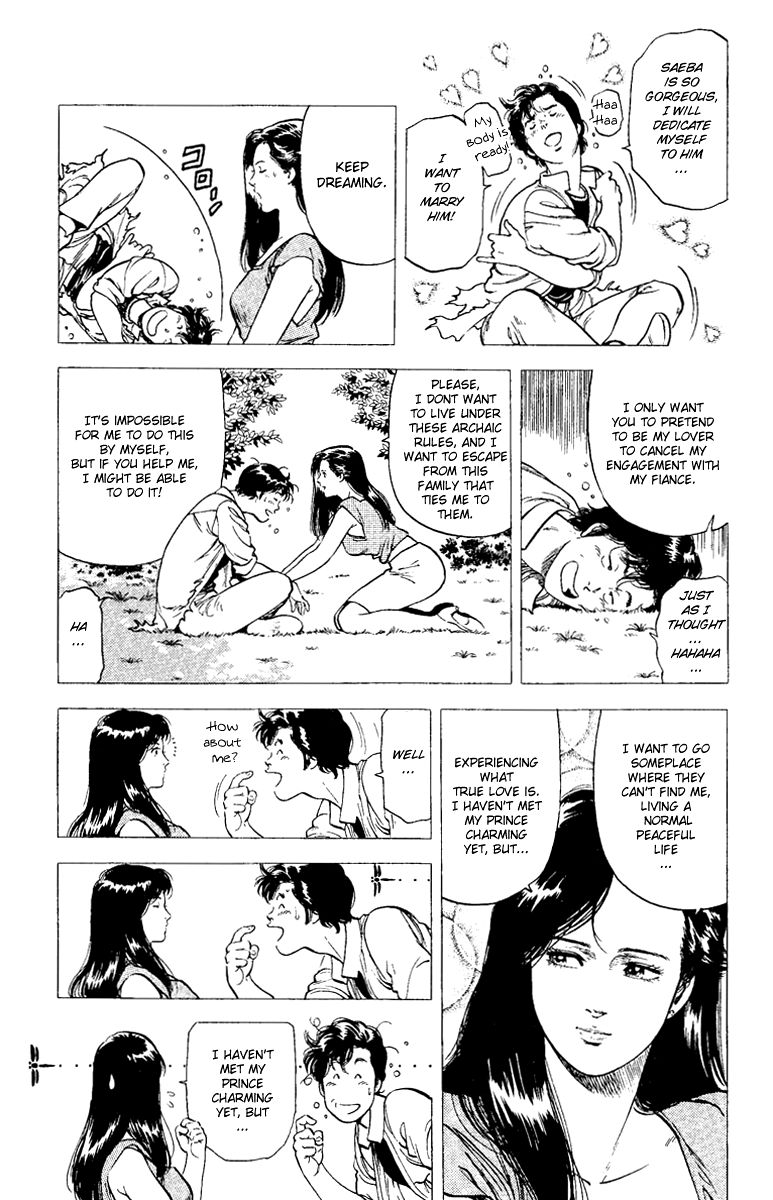 SAEBA
IS SO
GORGEOUS,
I WILL
DEDICATE
MYSELF
TO HIM
...
Haa
Haa
My
body is
ready!
I
WANT
TO
MARRY
HIM!
KEEP
DREAMING.
コロ、
I ONLY WANT
YOU TO PRETEND
TO BE MY LOVER
TO CANCEL MY
ENGAGEMENT WITH
MY FIANCE.
JUST
AS I
THOUGHT
...
HAHAHA
...
PLEASE,
I DONT WANT
TO LIVE UNDER
THESE ARCHAIC
RULES, AND I
WANT TO ESCAPE
FROM THIS
FAMILY THAT
TIES ME TO
THEM.
IT'S IMPOSSIBLE
FOR ME TO DO THIS
BY MYSELF,
BUT IF YOU HELP ME,
I MIGHT BE ABLE
TO DO IT!
HA
...
I WANT TO GO
SOMEPLACE
WHERE THEY
CAN'T FIND ME,
LIVING A
NORMAL
PEACEFUL
LIFE
...
EXPERIENCING
WHAT
TRUE LOVE IS.
I HAVEN'T MET
MY PRINCE
CHARMING
YET, BUT...
WELL
...
How
about
me?
I HAVEN'T
MET MY
PRINCE
CHARMING
YET, BUT
...